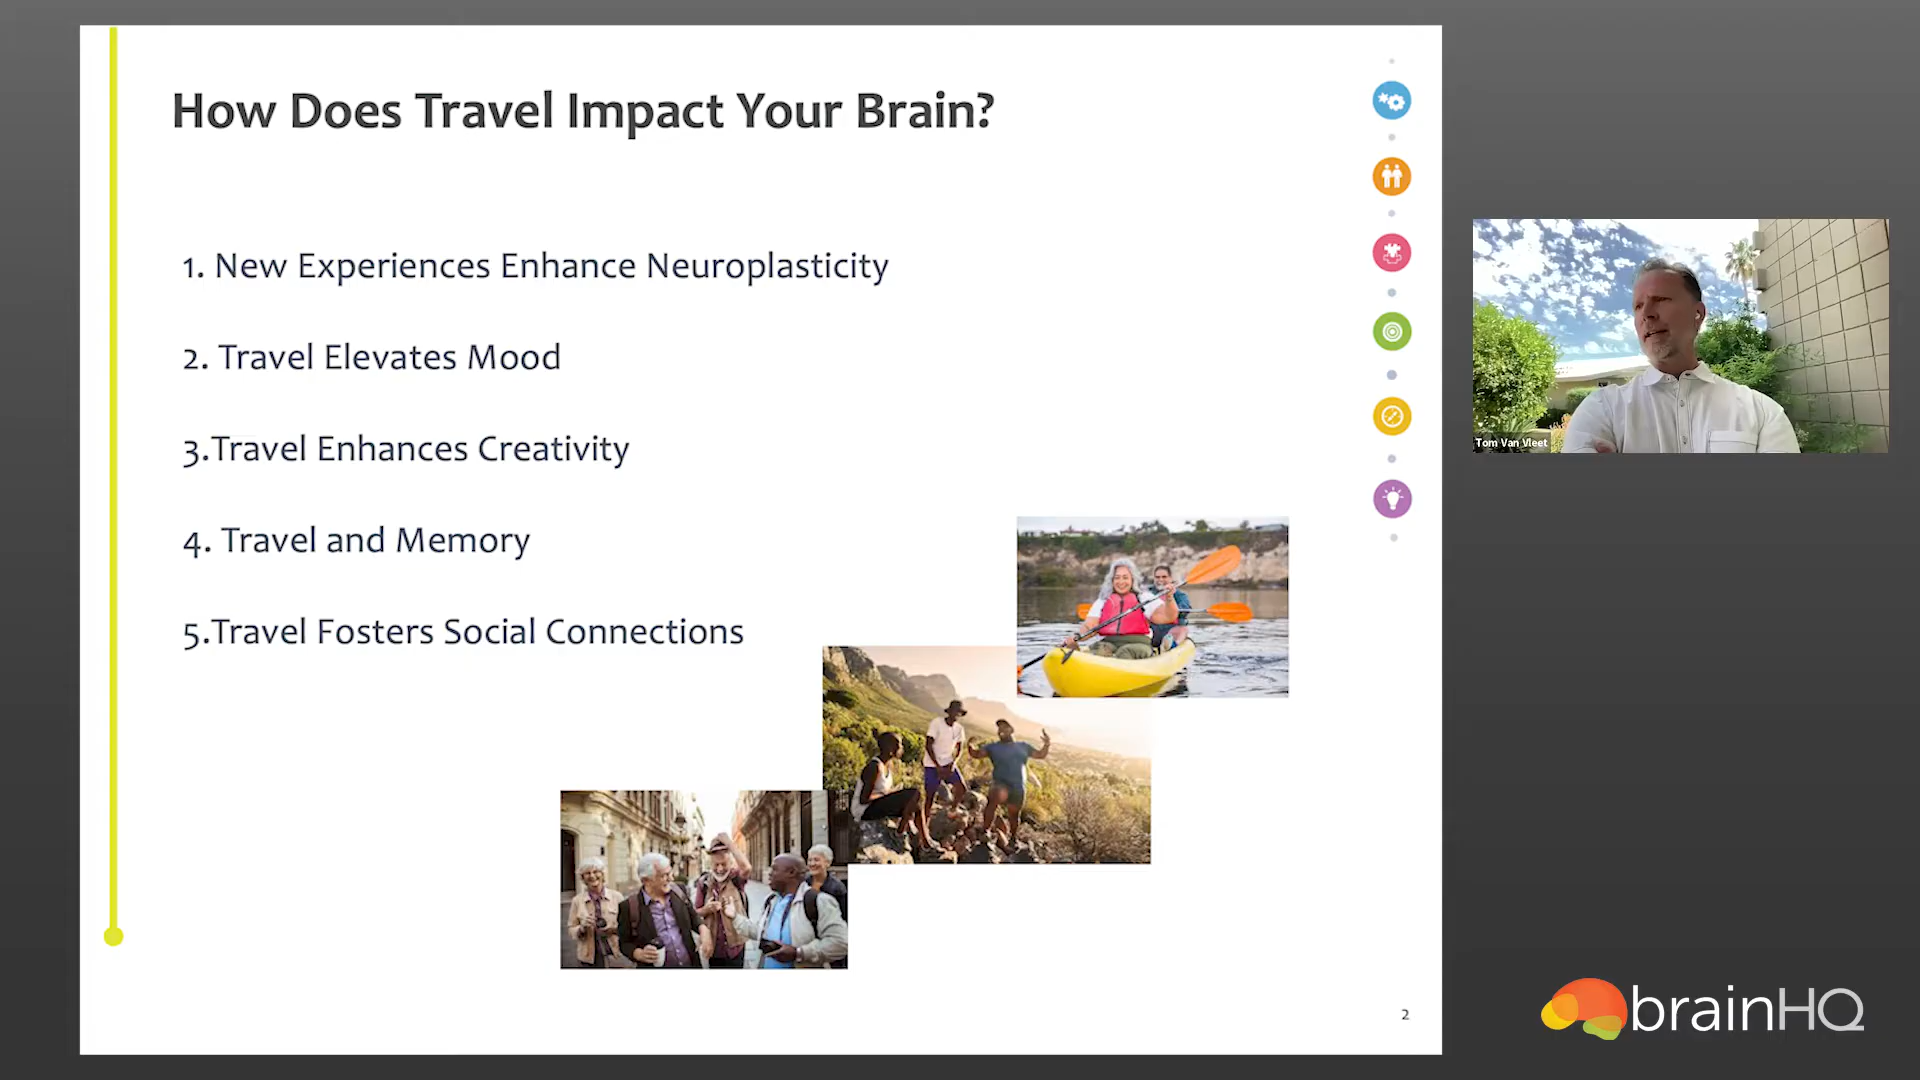 How Does Travel Impact Your Brain?
1. New Experiences Enhance Neuroplasticity
2. Travel Elevates Mood
3.Travel Enhances Creativity
4. Travel and Memory
5.Travel Fosters Social Connections
2
Tom Van Vleet
brainHQ